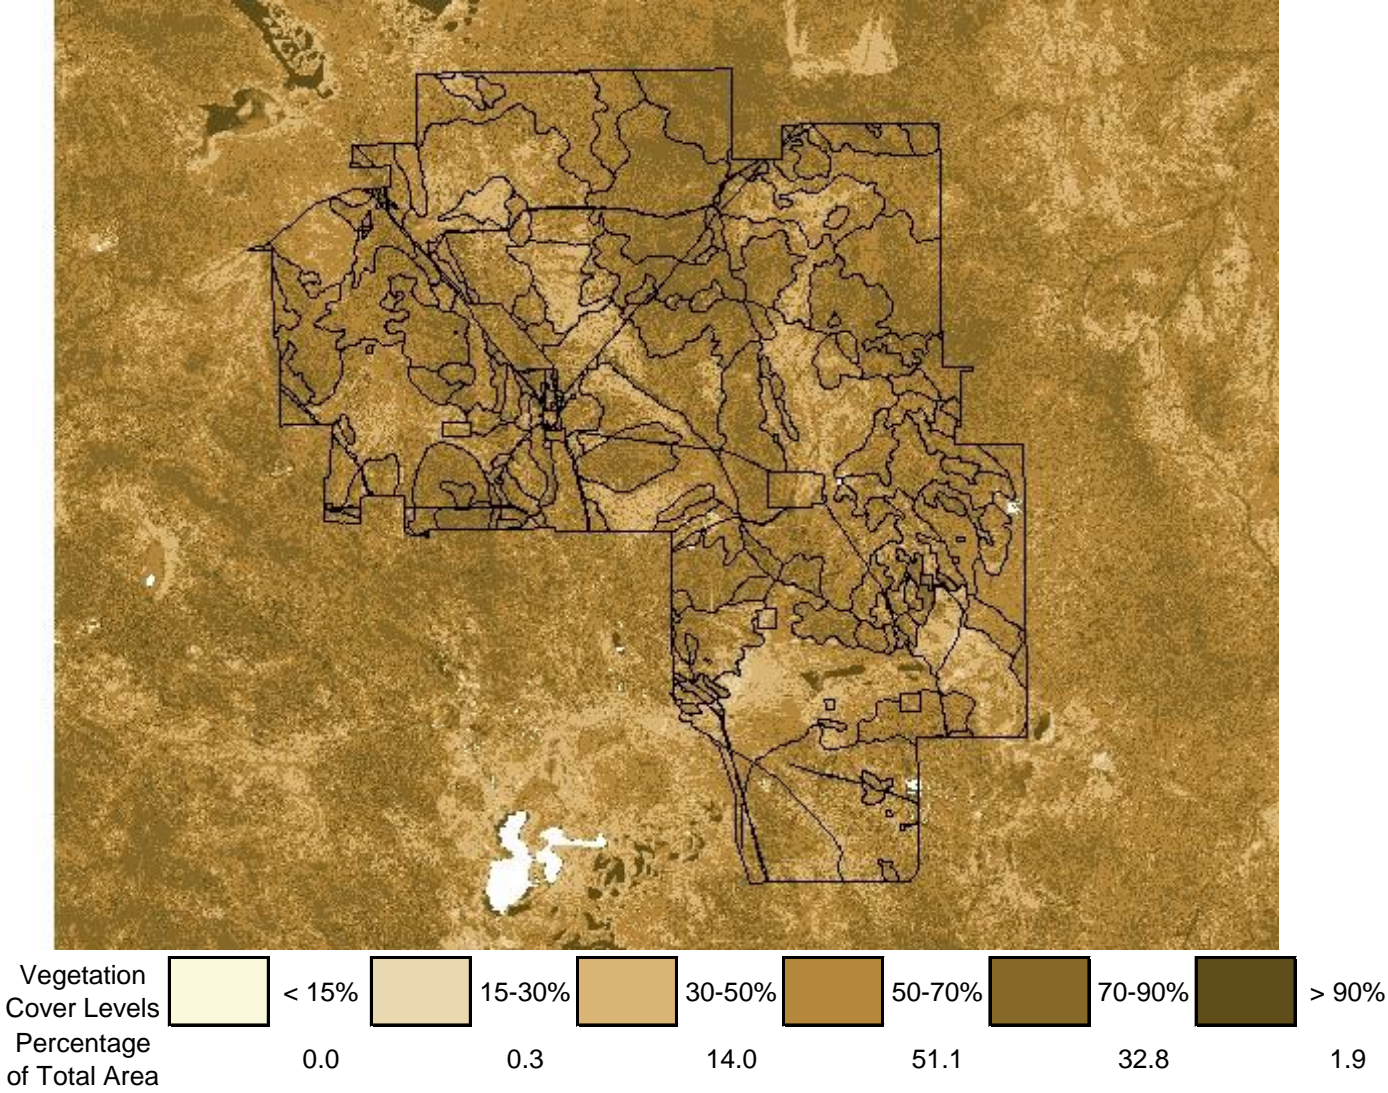 Vegetation
Cover Levels
< 15% 15-30% 30-50% 50-70% 70-90% > 90%
Percentage
of Total Area
0.0 0.3 14.0 51.1 32.8 1.9